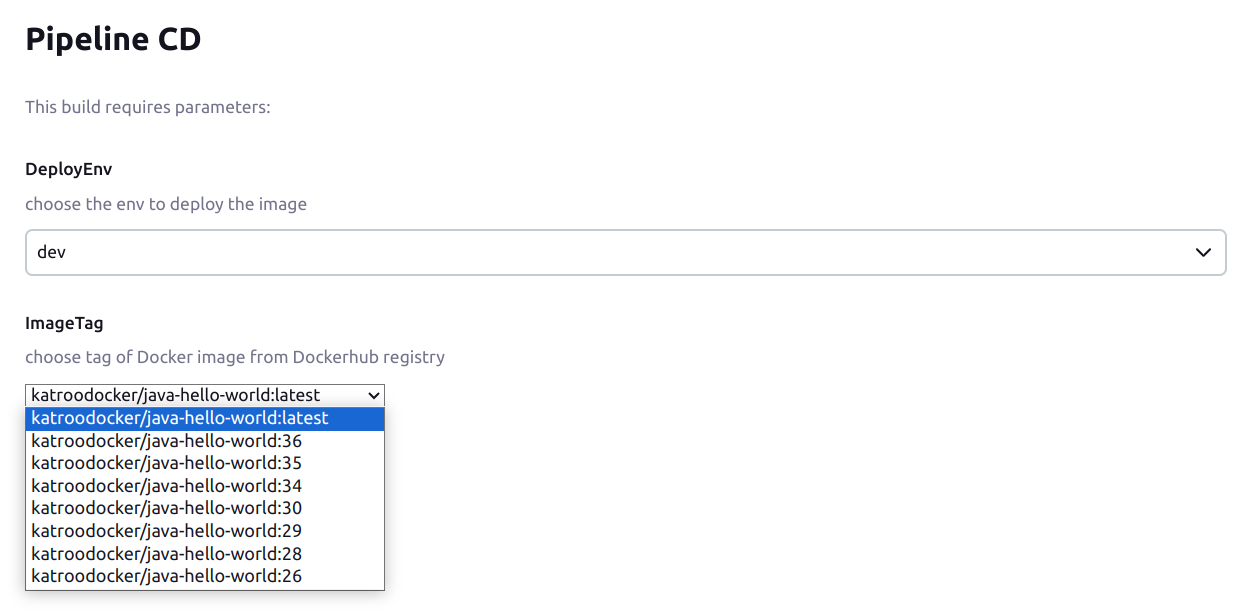 Pipeline CD
This build requires parameters:
DeployEnv
choose the env to deploy the image
dev
ImageTag
choose tag of Docker image from Dockerhub registry
katroodocker/java-hello-world:latest
katroodocker/java-hello-world:latest
katroodocker/java-hello-world:36
katroodocker/java-hello-world:35
katroodocker/java-hello-world:34
katroodocker/java-hello-world:30
katroodocker/java-hello-world:29
katroodocker/java-hello-world:28
katroodocker/java-hello-world:26